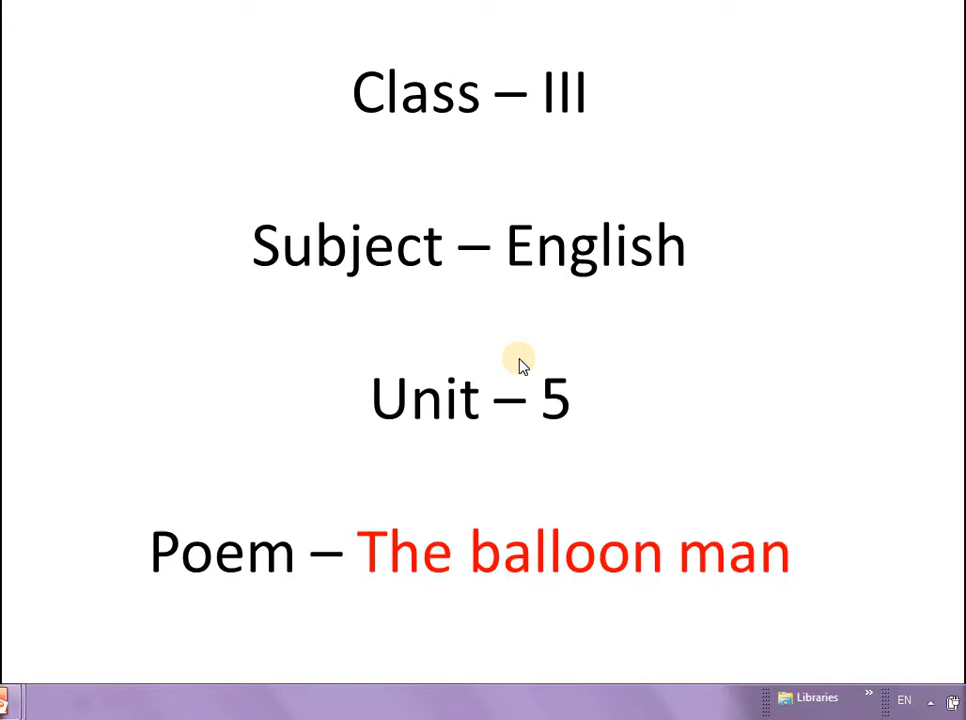 Class – III
Subject – English
Unit – 5
Poem – The balloon man
Libraries » EN